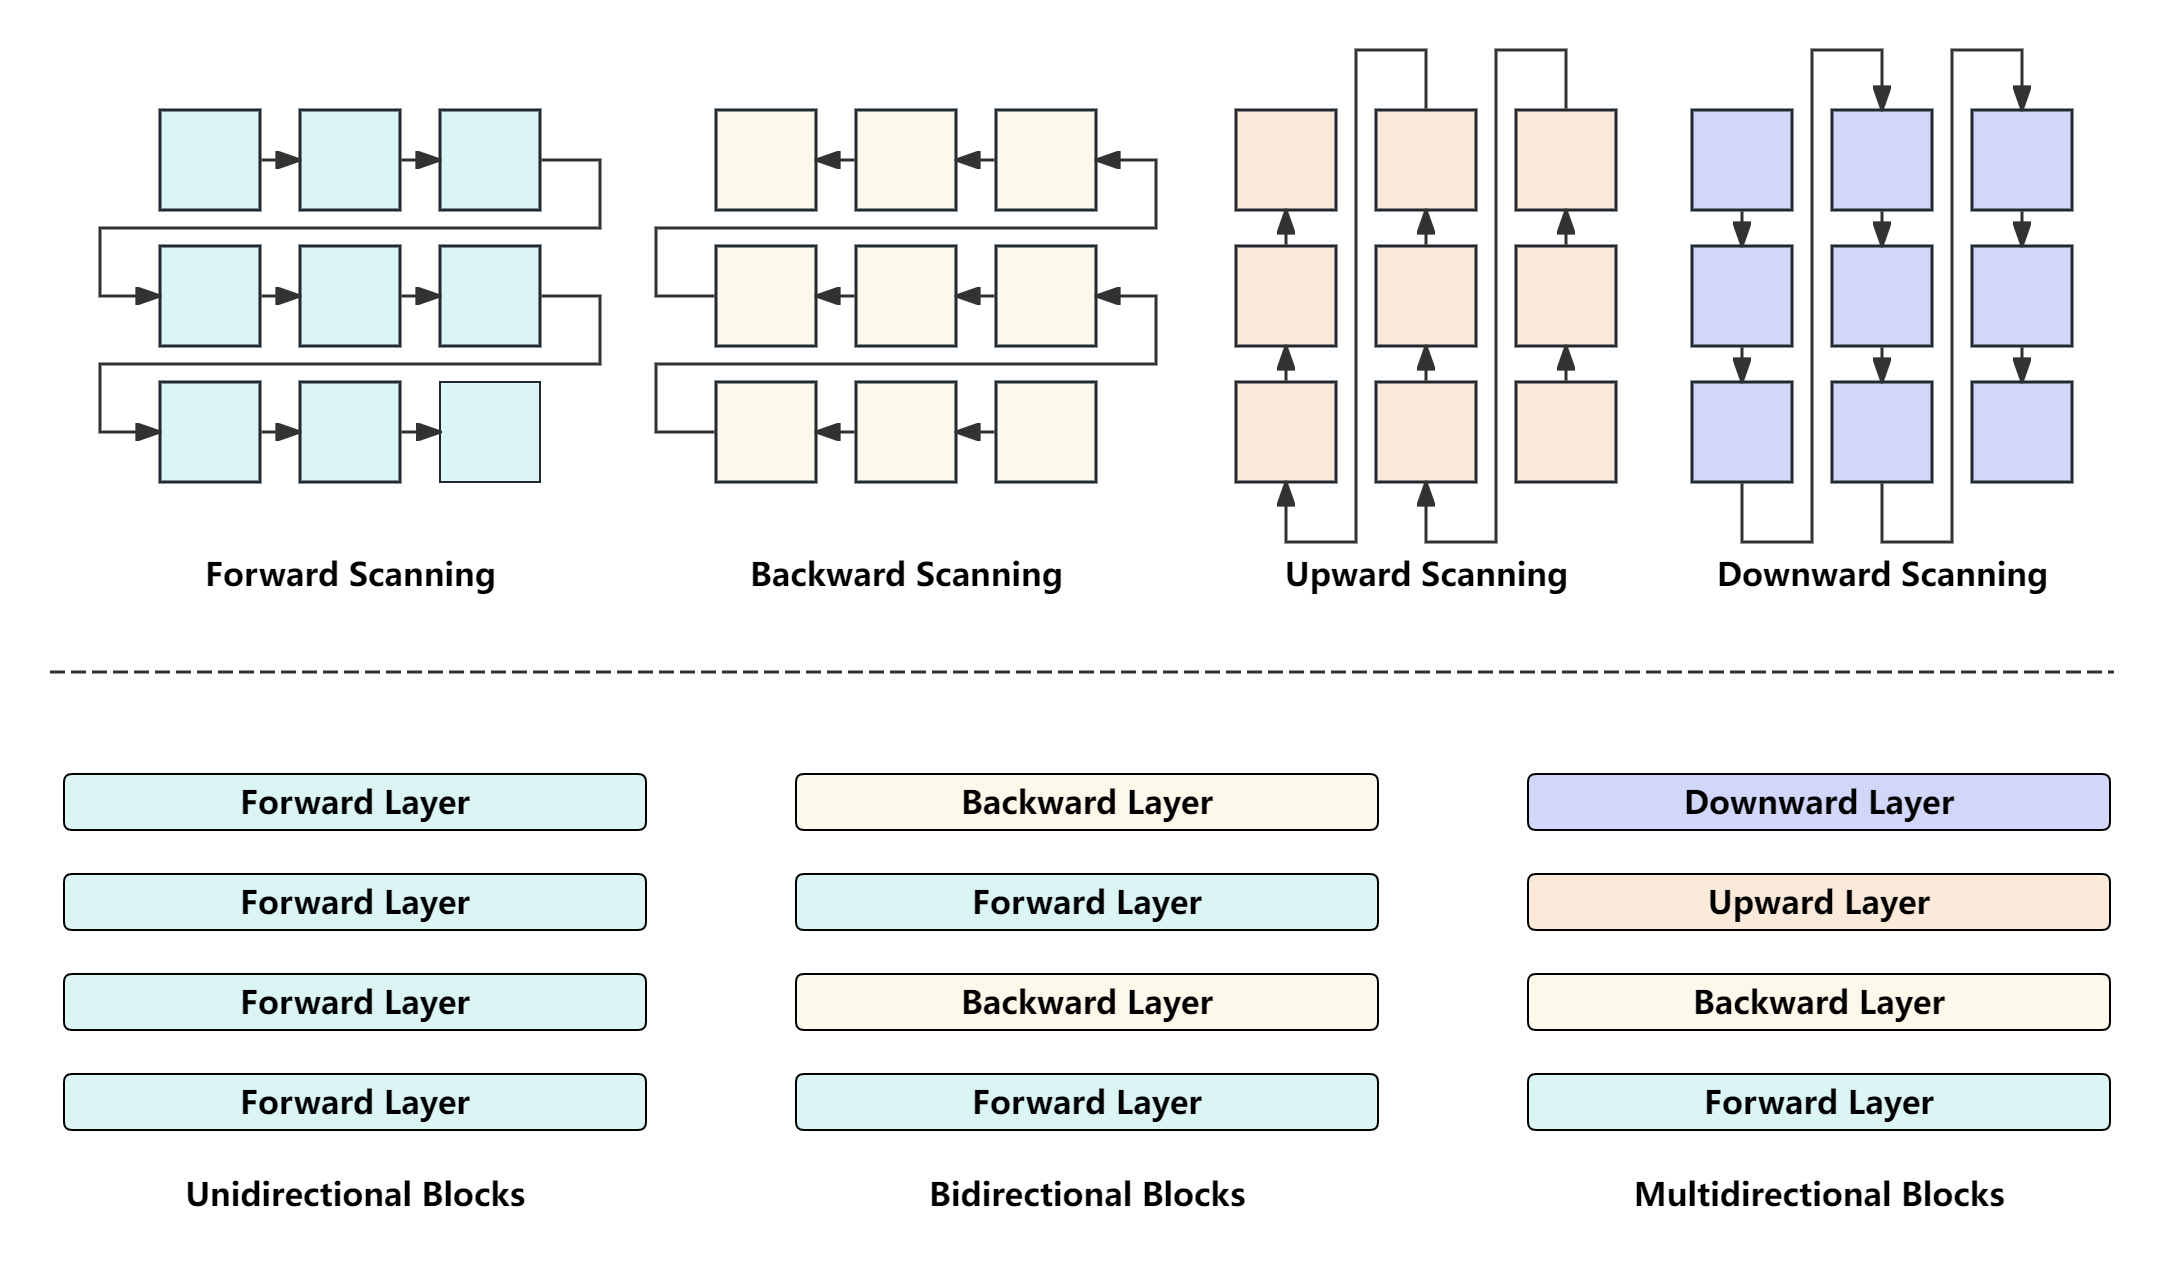 Forward Scanning
Backward Scanning
Upward Scanning
Downward Scanning
Forward Layer
Forward Layer
Forward Layer
Forward Layer
Unidirectional Blocks
Backward Layer
Forward Layer
Backward Layer
Forward Layer
Bidirectional Blocks
Downward Layer
Upward Layer
Backward Layer
Forward Layer
Multidirectional Blocks